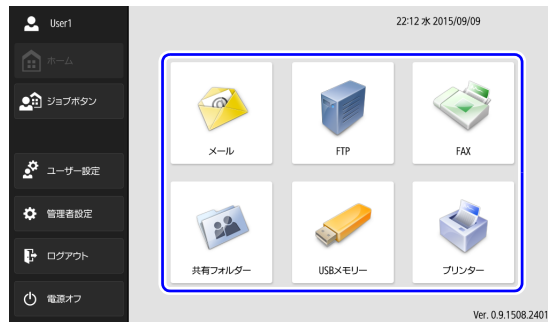 User1
22:12 水 2015/09/09
ホーム
ジョブボタン
ユーザー設定
管理者設定
ログアウト
電源オフ
メール
FTP
FAX
共有フォルダー
USBメモリー
プリンター
Ver. 0.9.1508.2401